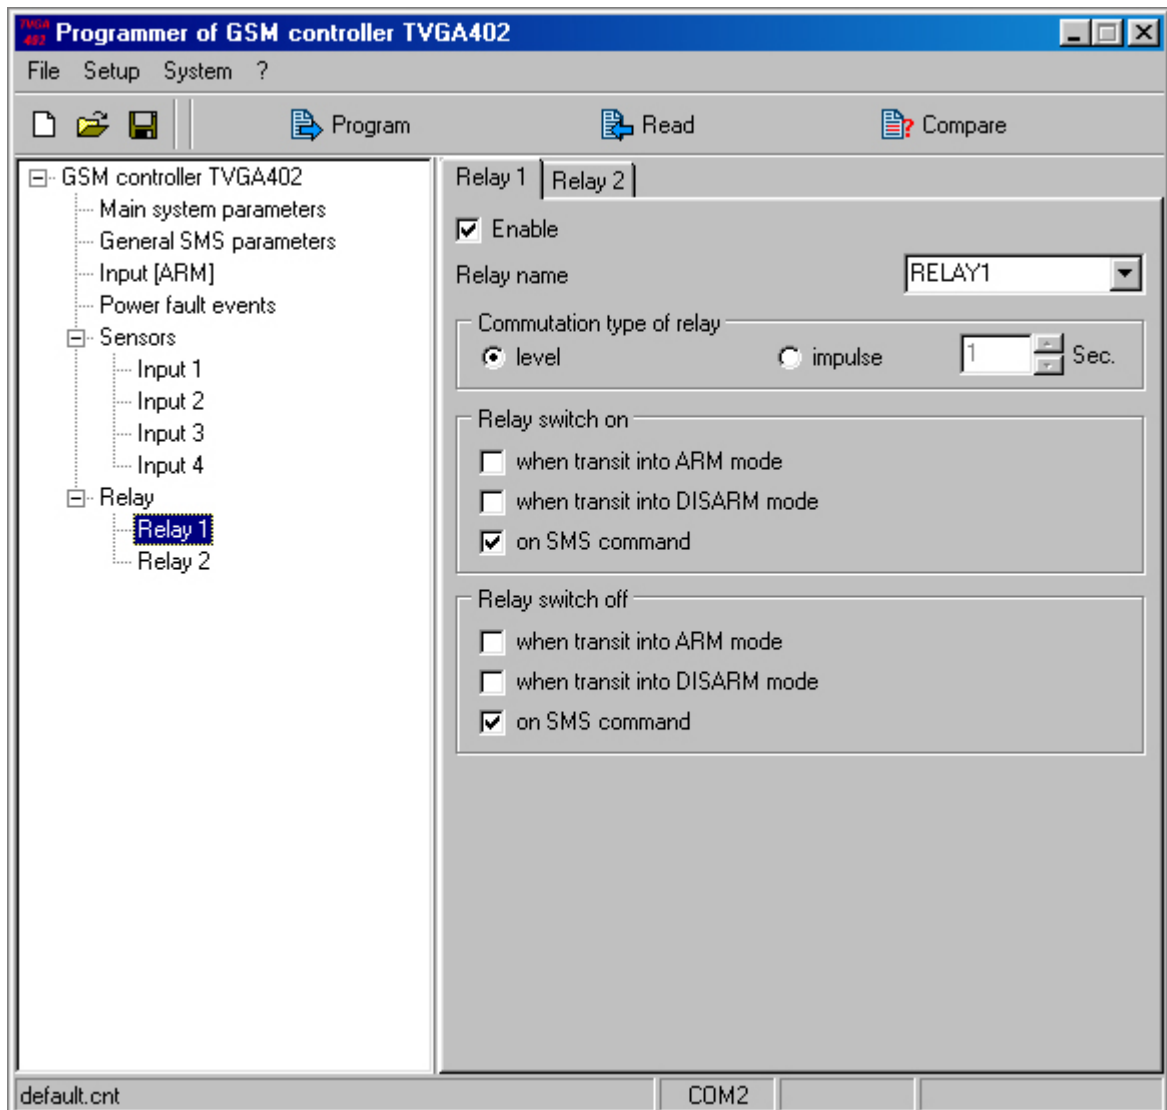 TVGA 402 Programmer of GSM controller TVGA402
File Setup System ?
Program Read Compare
GSM controller TVGA402
Main system parameters
General SMS parameters
Input [ARM]
Power fault events
Sensors
Input 1
Input 2
Input 3
Input 4
Relay
Relay 1
Relay 2
Relay 1 Relay 2
Enable
Relay name RELAY1
Commutation type of relay
level impulse 1 Sec.
Relay switch on
when transit into ARM mode
when transit into DISARM mode
on SMS command
Relay switch off
when transit into ARM mode
when transit into DISARM mode
on SMS command
default.cnt COM2